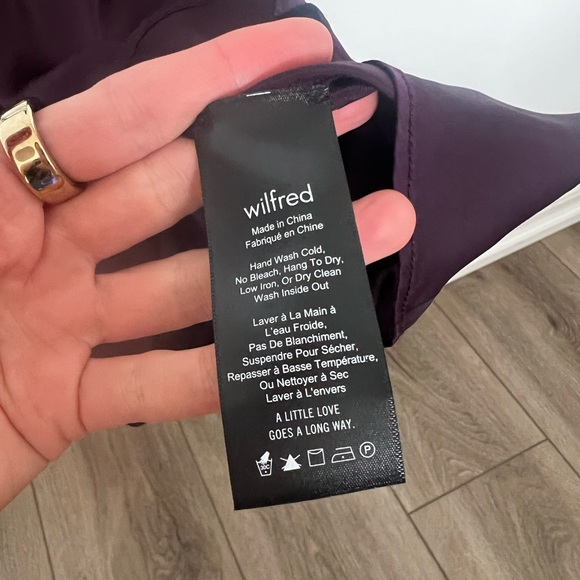 wilfred
Made in China
Fabriqué en Chine
Hand Wash Cold,
No Bleach, Hang To Dry,
Low Iron, Or Dry Clean
Wash Inside Out
Laver à La Main à
L'eau Froide,
Pas De Blanchiment,
Suspendre Pour Sécher,
Repasser à Basse Température,
Ou Nettoyer à Sec
Laver à L'envers
A LITTLE LOVE
GOES A LONG WAY.
30C P